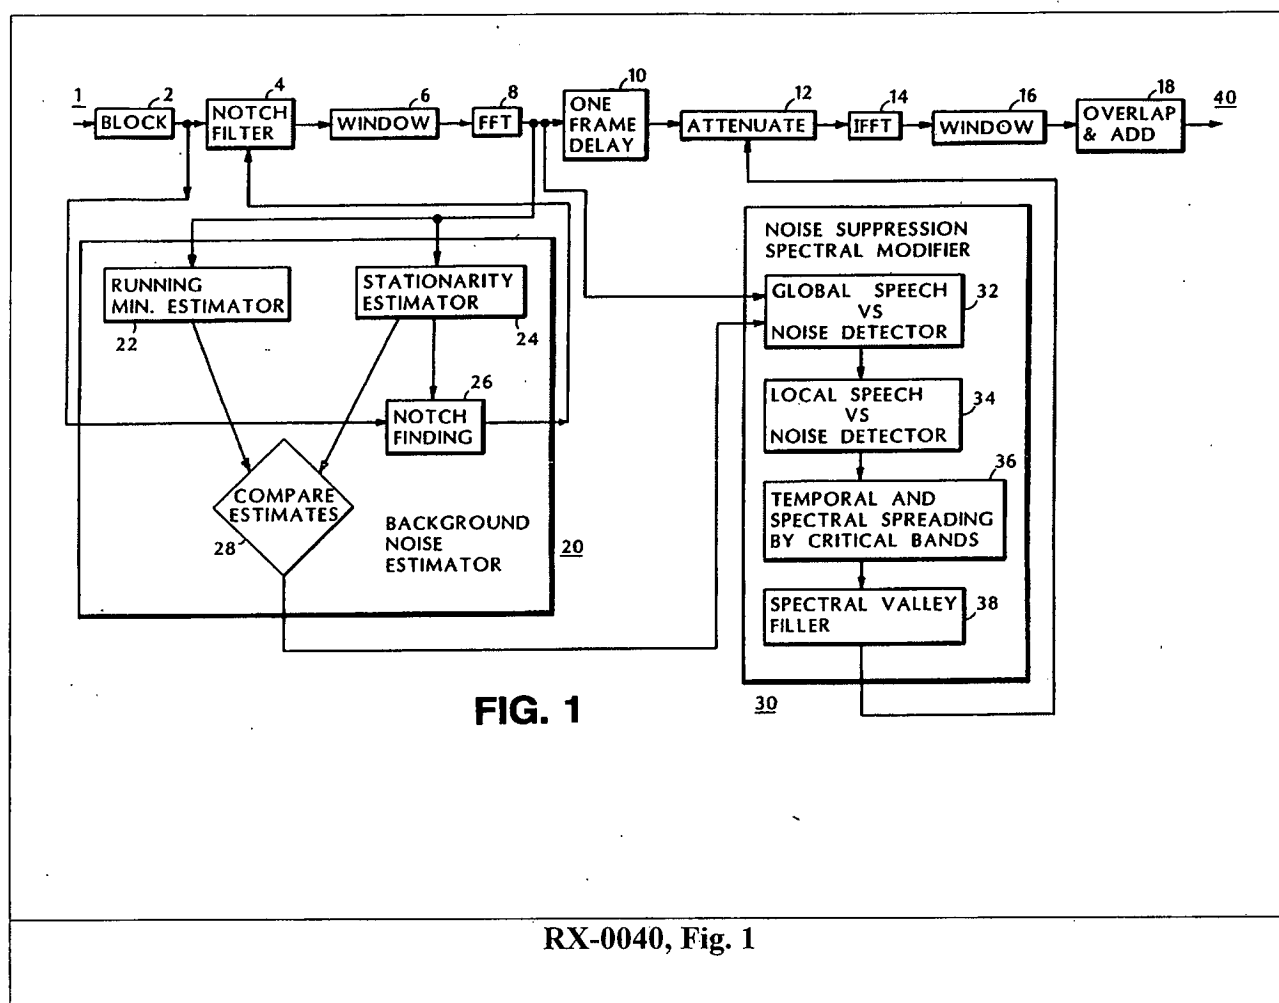 1
2
BLOCK
4
NOTCH
FILTER
6
WINDOW
8
FFT
10
ONE
FRAME
DELAY
12
ATTENUATE
14
IFFT
16
WINDOW
18
OVERLAP
& ADD
40
RUNNING
MIN. ESTIMATOR
22
STATIONARITY
ESTIMATOR
24
26
NOTCH
FINDING
COMPARE
ESTIMATES
28
BACKGROUND
NOISE
ESTIMATOR
20
NOISE SUPPRESSION
SPECTRAL MODIFIER
GLOBAL SPEECH
VS
NOISE DETECTOR
32
LOCAL SPEECH
VS
NOISE DETECTOR
34
36
TEMPORAL AND
SPECTRAL SPREADING
BY CRITICAL BANDS
SPECTRAL VALLEY
FILLER
38
30
FIG. 1
RX-0040, Fig. 1